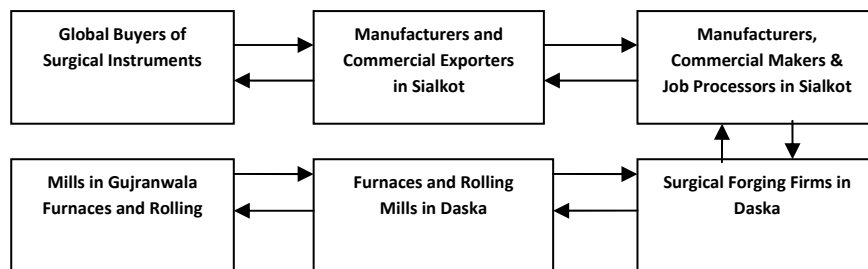 Global Buyers of
Surgical Instruments
Manufacturers and
Commercial Exporters
in Sialkot
Manufacturers,
Commercial Makers &
Job Processors in Sialkot
Mills in Gujranwala
Furnaces and Rolling
Furnaces and Rolling
Mills in Daska
Surgical Forging Firms in
Daska